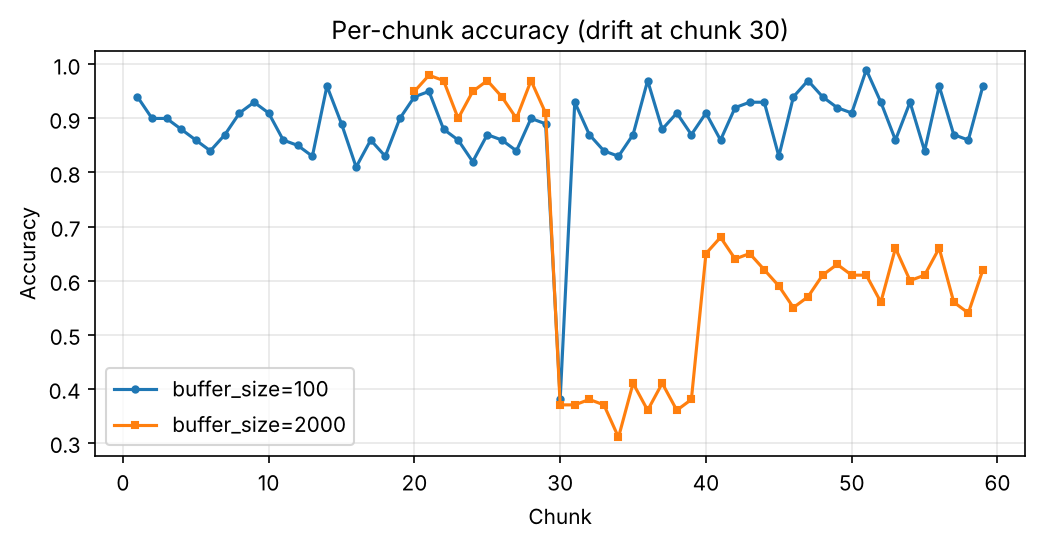 Per-chunk accuracy (drift at chunk 30)
Accuracy
1.0
0.9
0.8
0.7
0.6
0.5
0.4
0.3
buffer_size=100
buffer_size=2000
0 10 20 30 40 50 60
Chunk